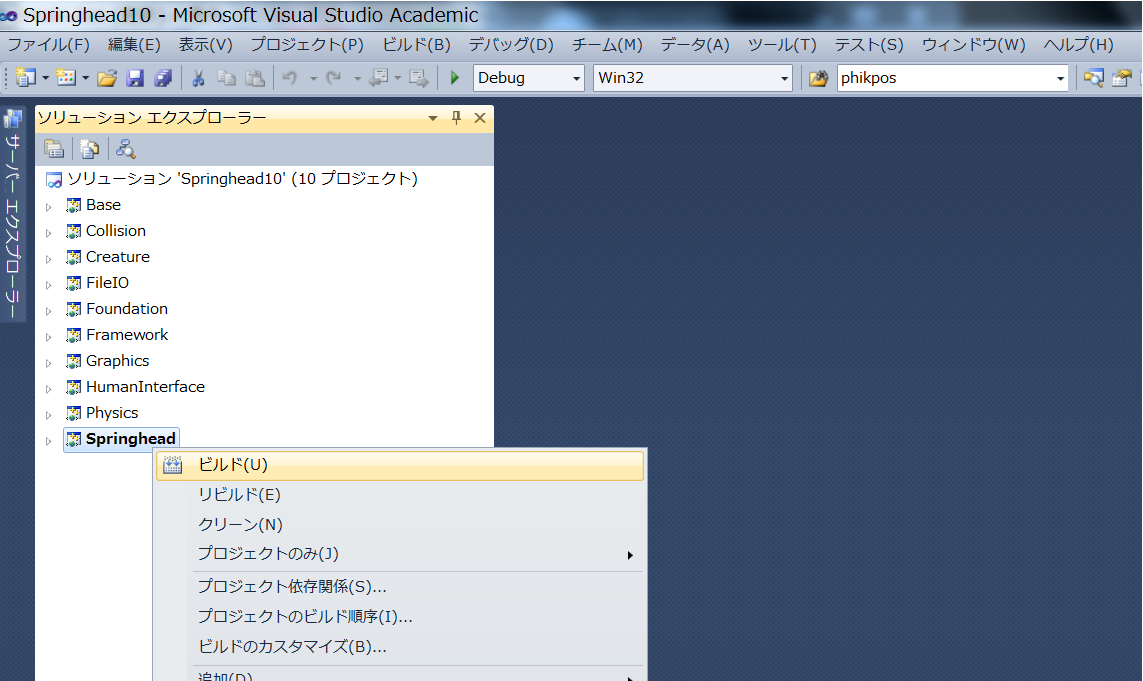 Springhead10 - Microsoft Visual Studio Academic
ファイル(F) 編集(E) 表示(V) プロジェクト(P) ビルド(B) デバッグ(D) チーム(M) データ(A) ツール(T) テスト(S) ウィンドウ(W) ヘルプ(H)
Debug Win32 phikpos
サーバー エクスプローラー
ソリューション エクスプローラー
ソリューション 'Springhead10' (10 プロジェクト)
Base
Collision
Creature
FileIO
Foundation
Framework
Graphics
HumanInterface
Physics
Springhead
ビルド(U)
リビルド(E)
クリーン(N)
プロジェクトのみ(J)
プロジェクト依存関係(S)...
プロジェクトのビルド順序(I)...
ビルドのカスタマイズ(B)...
追加(D)